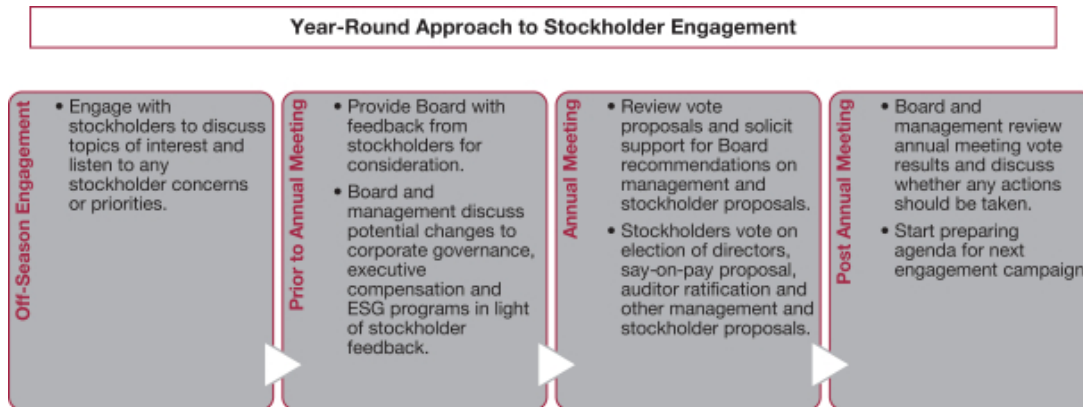 Year-Round Approach to Stockholder Engagement
Off-Season Engagement
• Engage with
stockholders to discuss
topics of interest and
listen to any
stockholder concerns
or priorities.
Prior to Annual Meeting
• Provide Board with
feedback from
stockholders for
consideration.
• Board and
management discuss
potential changes to
corporate governance,
executive
compensation and
ESG programs in light
of stockholder
feedback.
Annual Meeting
• Review vote
proposals and solicit
support for Board
recommendations on
management and
stockholder proposals.
• Stockholders vote on
election of directors,
say-on-pay proposal,
auditor ratification and
other management and
stockholder proposals.
Post Annual Meeting
• Board and
management review
annual meeting vote
results and discuss
whether any actions
should be taken.
• Start preparing
agenda for next
engagement campaign